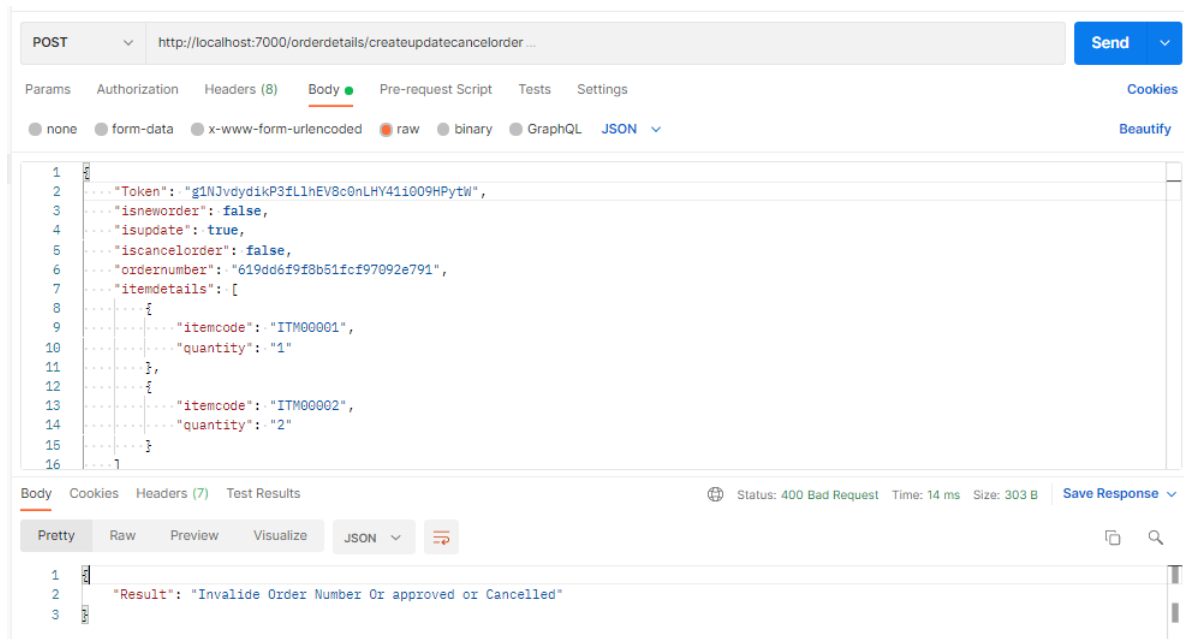 POST http://localhost:7000/orderdetails/createupdatecancelorder ... Send
Params Authorization Headers (8) Body Pre-request Script Tests Settings Cookies
none form-data x-www-form-urlencoded raw binary GraphQL JSON Beautify
1 {
2 "Token": "g1NJvdydikP3fLlhEV8c0nLHY41i0O9HPytW",
3 "isneworder": false,
4 "isupdate": true,
5 "iscancelorder": false,
6 "ordernumber": "619dd6f9f8b51fcf97092e791",
7 "itemdetails": [
8 {
9 "itemcode": "ITM00001",
10 "quantity": "1"
11 },
12 {
13 "itemcode": "ITM00002",
14 "quantity": "2"
15 }
16 ]
Body Cookies Headers (7) Test Results Status: 400 Bad Request Time: 14 ms Size: 303 B Save Response
Pretty Raw Preview Visualize JSON
1 {
2 "Result": "Invalide Order Number Or approved or Cancelled"
3 }